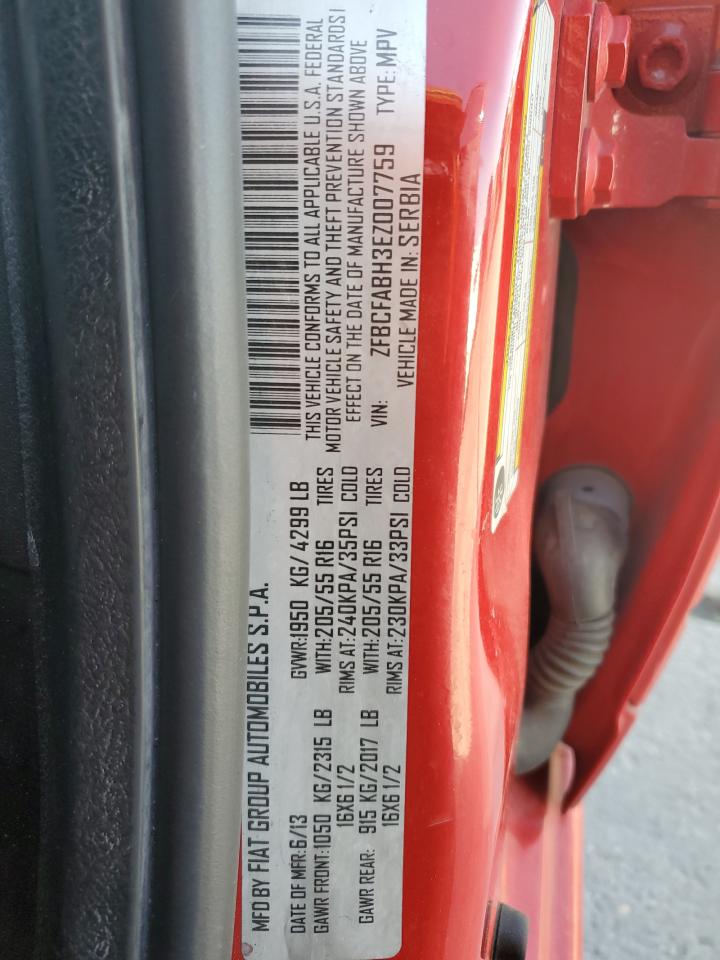 MFD BY FIAT GROUP AUTOMOBILES S.P.A.
DATE OF MFR:6/13 GVWR:1950 KG/4299 LB
GAWR FRONT:1050 KG/2315 LB WITH:205/55 R16 TIRES
16X6 1/2 RIMS AT:240KPA/35PSI COLD
GAWR REAR: 915 KG/2017 LB WITH:205/55 R16 TIRES
16X6 1/2 RIMS AT:230KPA/33PSI COLD
THIS VEHICLE CONFORMS TO ALL APPLICABLE U.S.A. FEDERAL
MOTOR VEHICLE SAFETY AND THEFT PREVENTION STANDARDS
EFFECT ON THE DATE OF MANUFACTURE SHOWN ABOVE
VIN: ZFBCFABH3EZ007759 TYPE: MPV
VEHICLE MADE IN: SERBIA